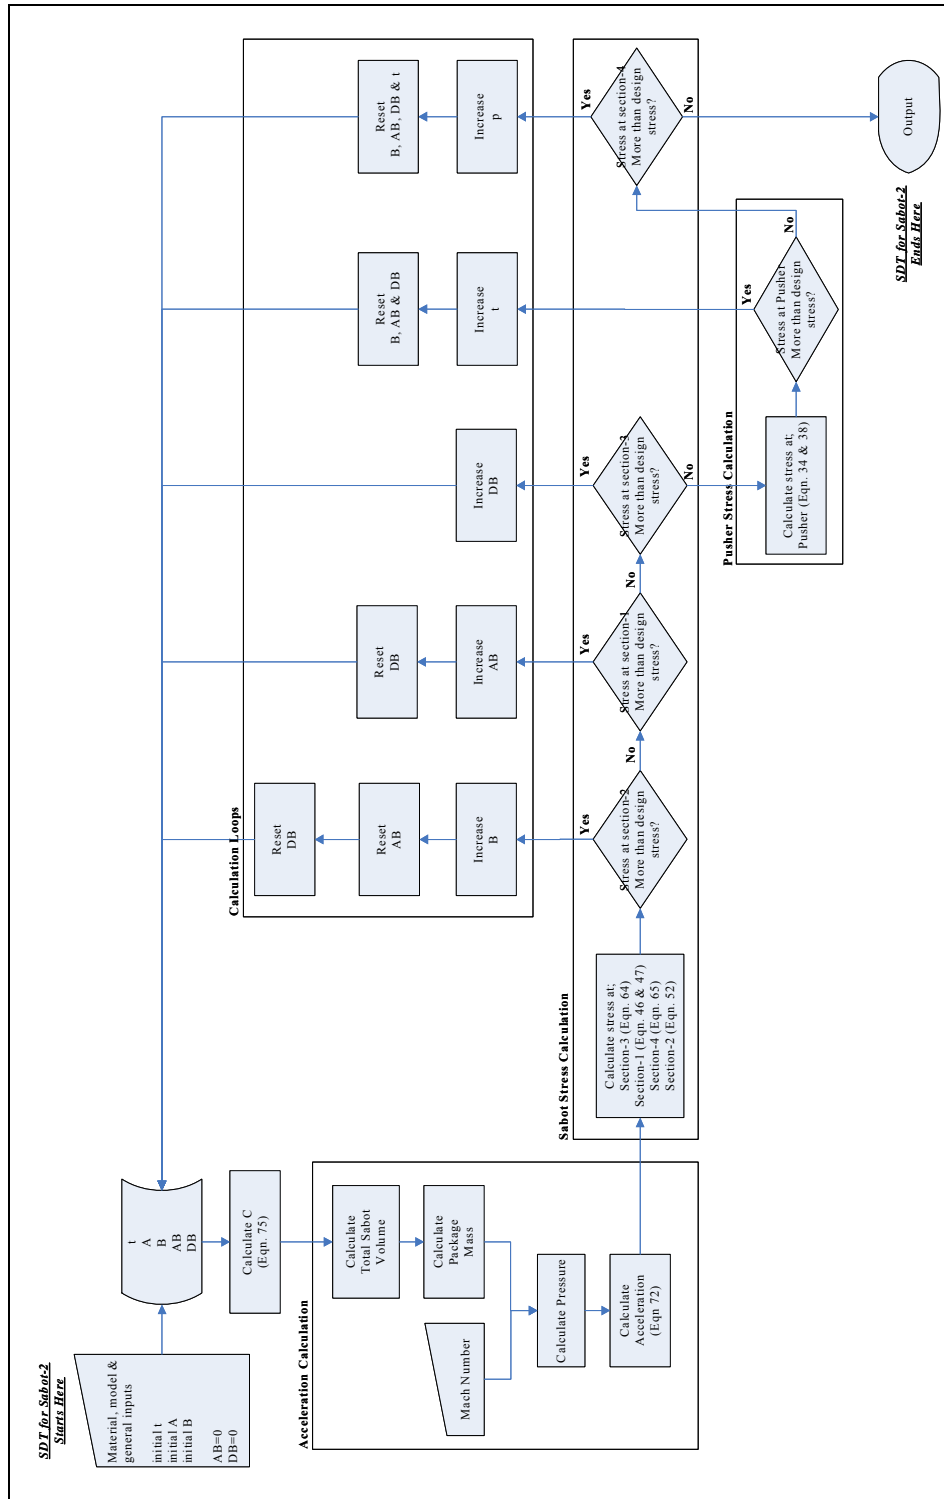 SDT for Sabot-2
Starts Here
Material, model &
general inputs
initial t
initial A
initial B
AB=0
DB=0
t
A
B
AB
DB
Calculate C
(Eqn. 75)
Acceleration Calculation
Calculate
Total Sabot
Volume
Calculate
Package
Mass
Mach Number
Calculate Pressure
Calculate
Acceleration
(Eqn 72)
Sabot Stress Calculation
Calculate stress at;
Section-3 (Eqn. 64)
Section-1 (Eqn. 46 & 47)
Section-4 (Eqn. 65)
Section-2 (Eqn. 52)
Stress at section-2
More than design
stress?
Yes
No
Stress at section-1
More than design
stress?
Yes
No
Stress at section-3
More than design
stress?
Yes
No
Stress at section-4
More than design
stress?
Yes
No
Calculation Loops
Reset
DB
Reset
AB
Increase
B
Reset
DB
Increase
AB
Increase
DB
Reset
B, AB & DB
Increase
t
Reset
B, AB, DB & t
Increase
p
Pusher Stress Calculation
Calculate stress at;
Pusher (Eqn. 34 & 38)
Stress at Pusher
More than design
stress?
Yes
No
Output
SDT for Sabot-2
Ends Here